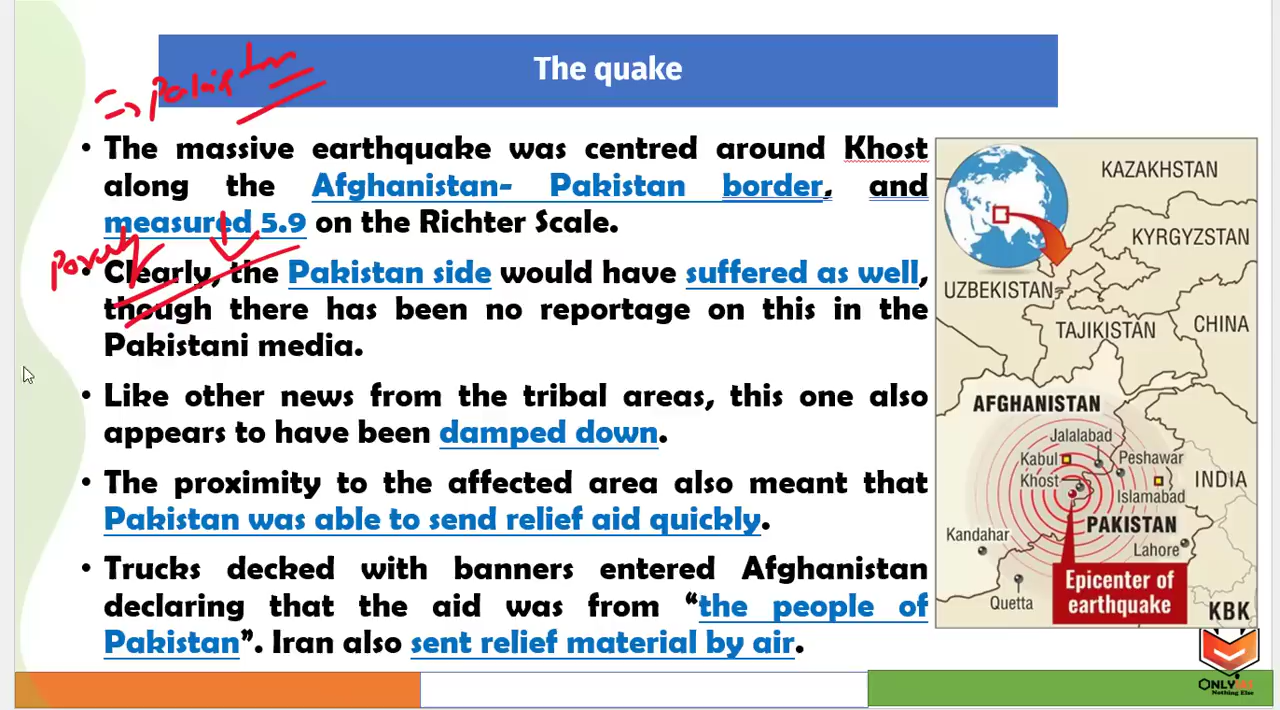 The quake
=> Pakistan
• The massive earthquake was centred around Khost
along the Afghanistan- Pakistan border, and
measured 5.9 on the Richter Scale.
• Clearly, the Pakistan side would have suffered as well,
though there has been no reportage on this in the
Pakistani media.
• Like other news from the tribal areas, this one also
appears to have been damped down.
• The proximity to the affected area also meant that
Pakistan was able to send relief aid quickly.
• Trucks decked with banners entered Afghanistan
declaring that the aid was from “the people of
Pakistan”. Iran also sent relief material by air.
KAZAKHSTAN
KYRGYZSTAN
UZBEKISTAN
TAJIKISTAN
CHINA
AFGHANISTAN
Jalalabad
Kabul
Peshawar
Khost
INDIA
Islamabad
PAKISTAN
Kandahar
Lahore
Epicenter of
earthquake
Quetta
KBK
ONLYIAS
Nothing Else